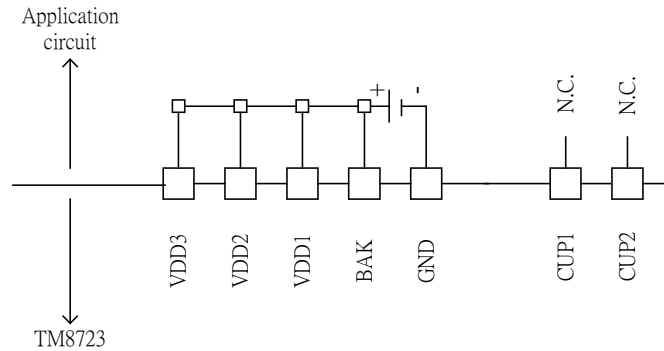 Application
circuit
+ -
N.C.
N.C.
VDD3
VDD2
VDD1
BAK
GND
CUP1
CUP2
TM8723